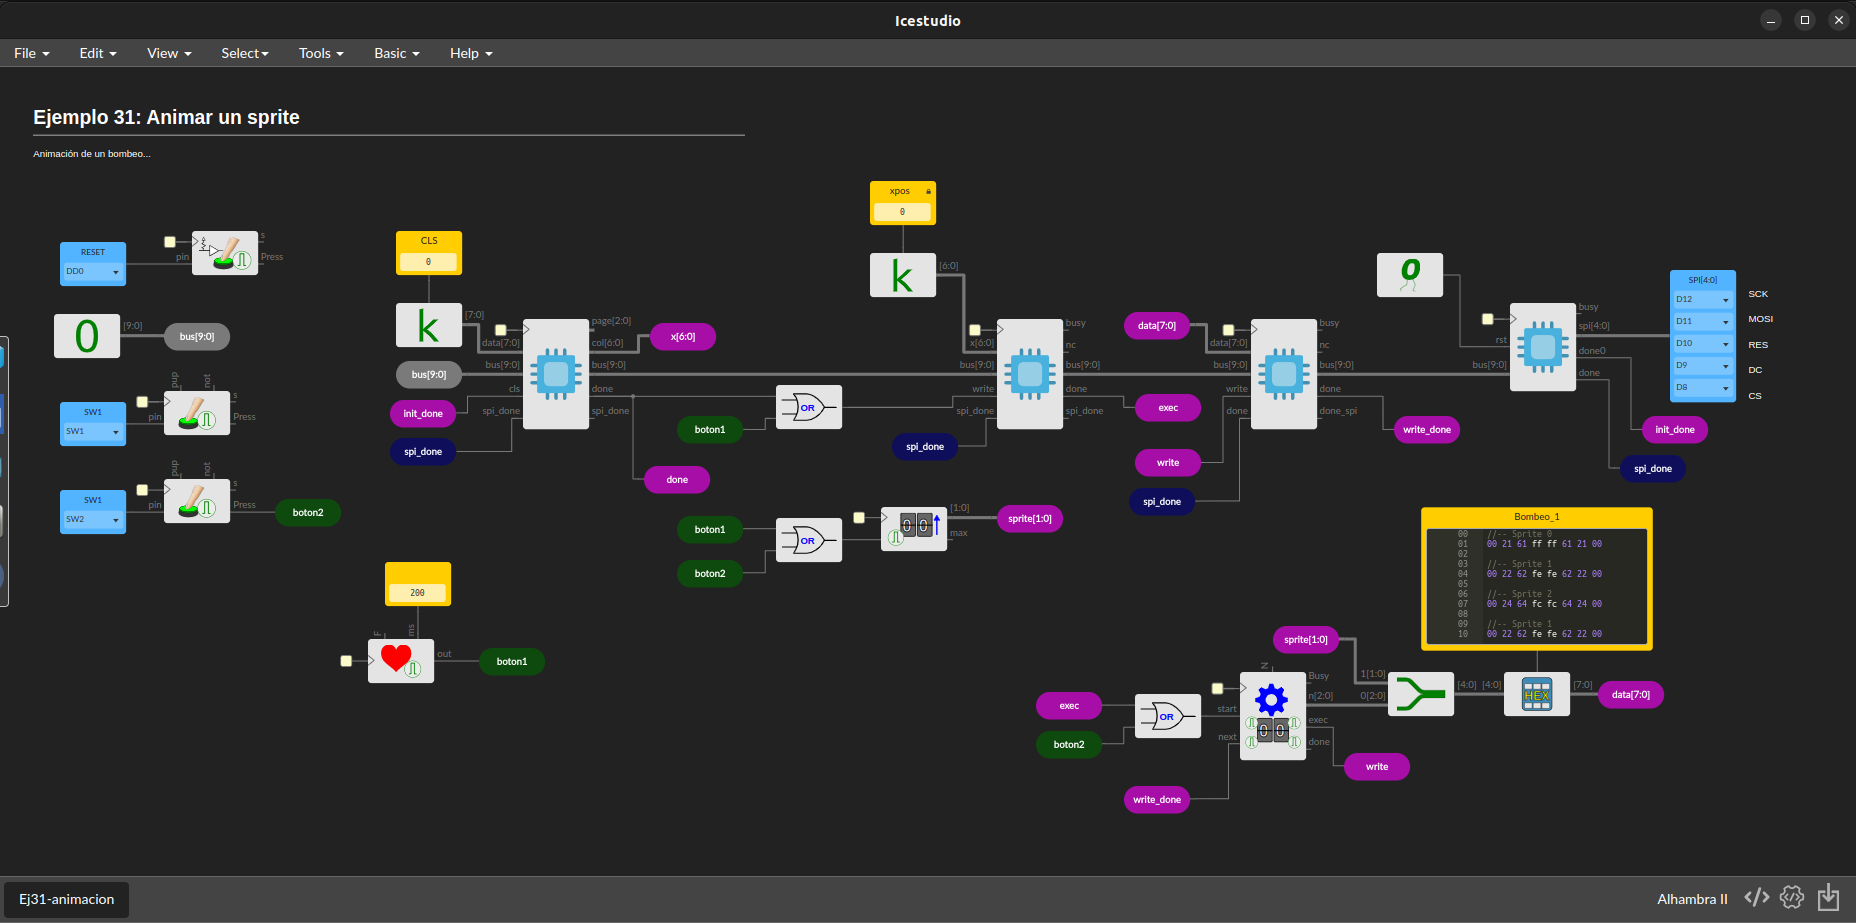 Icestudio
File Edit View Select Tools Basic Help
Ejemplo 31: Animar un sprite
Animación de un bombeo...
RESET
DD0
pin
s
Press
0
[9:0]
bus[9:0]
SW1
SW1
pup
not
pin
s
Press
SW1
SW2
pup
not
pin
s
Press
boton2
200
F
ms
out
boton1
CLS
0
k
[7:0]
data[7:0]
bus[9:0]
bus[9:0]
cls
init_done
spi_done
spi_done
page[2:0]
col[6:0]
bus[9:0]
done
spi_done
x[6:0]
done
boton1
OR
boton1
boton2
OR
00
[1:0]
max
sprite[1:0]
xpos
0
k
[6:0]
x[6:0]
bus[9:0]
write
spi_done
spi_done
busy
nc
bus[9:0]
done
spi_done
exec
data[7:0]
data[7:0]
bus[9:0]
write
done
write
spi_done
busy
nc
bus[9:0]
done
done_spi
write_done
0
rst
bus[9:0]
busy
spi[4:0]
done0
done
init_done
spi_done
SPI[4:0]
D12
D11
D10
D9
D8
SCK
MOSI
RES
DC
CS
Bombeo_1
00 //-- Sprite 0
01 00 21 61 ff ff 61 21 00
02
03 //-- Sprite 1
04 00 22 62 fe fe 62 22 00
05
06 //-- Sprite 2
07 00 24 64 fc fc 64 24 00
08
09 //-- Sprite 1
10 00 22 62 fe fe 62 22 00
sprite[1:0]
exec
boton2
OR
start
next
write_done
N
00
Busy
n[2:0]
exec
done
write
1[1:0]
0[2:0]
[4:0]
[4:0]
HEX
[7:0]
data[7:0]
Ej31-animacion
Alhambra II